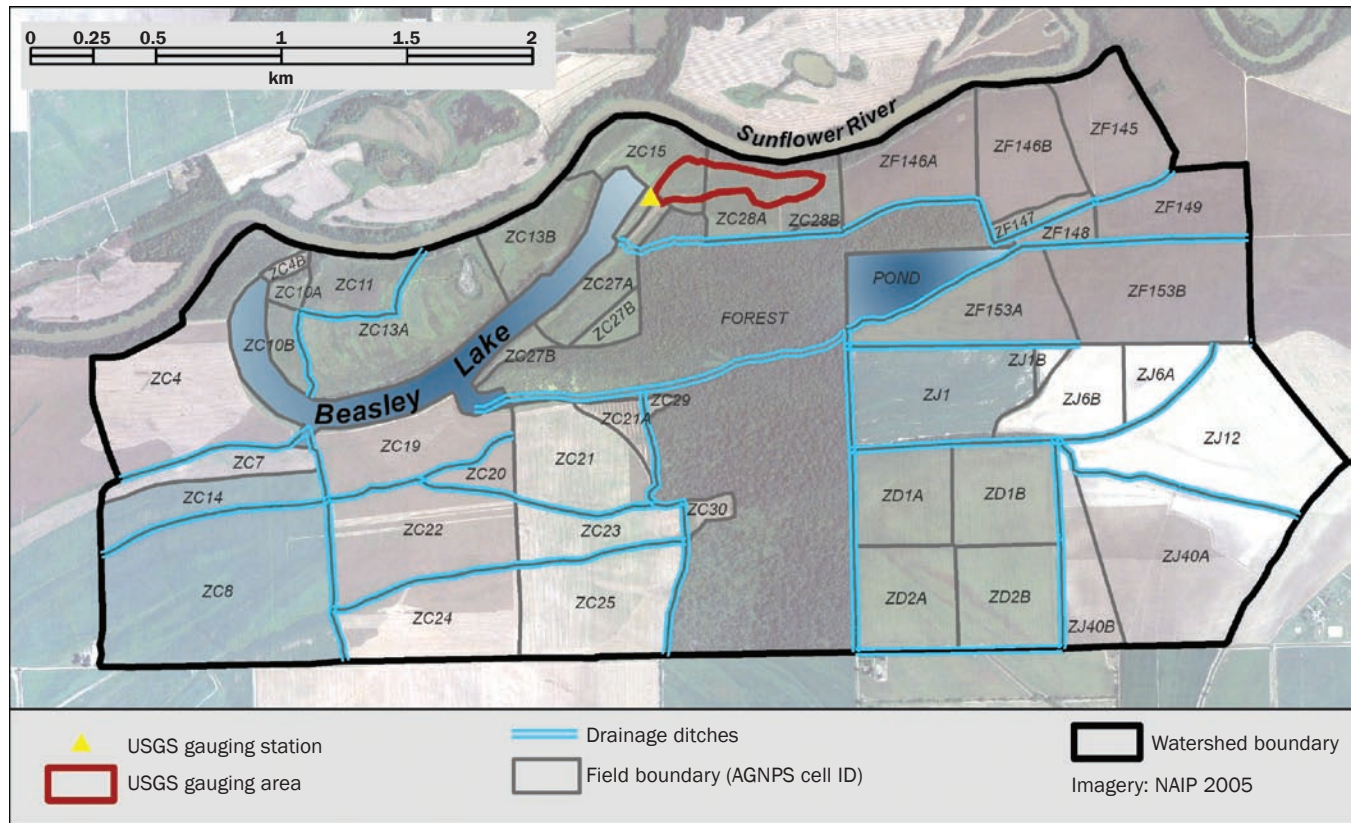 0 0.25 0.5 1 1.5 2
km
Sunflower River
ZF145
ZC15
ZF146A
ZF146B
ZF149
ZC28A
ZC28B
ZF147
ZF148
ZC13B
ZC4B
ZC10A
ZC11
ZC27A
POND
ZF153B
ZC13A
ZC10B
FOREST
ZF153A
ZC27B
ZC27B
Beasley Lake
ZC4
ZJ1B
ZJ6A
ZJ1
ZJ6B
ZC29
ZC21A
ZC19
ZJ12
ZC7
ZC21
ZC20
ZC14
ZD1A
ZD1B
ZC30
ZC22
ZC23
ZJ40A
ZC8
ZC25
ZD2A
ZD2B
ZC24
ZJ40B
USGS gauging station
USGS gauging area
Drainage ditches
Field boundary (AGNPS cell ID)
Watershed boundary
Imagery: NAIP 2005